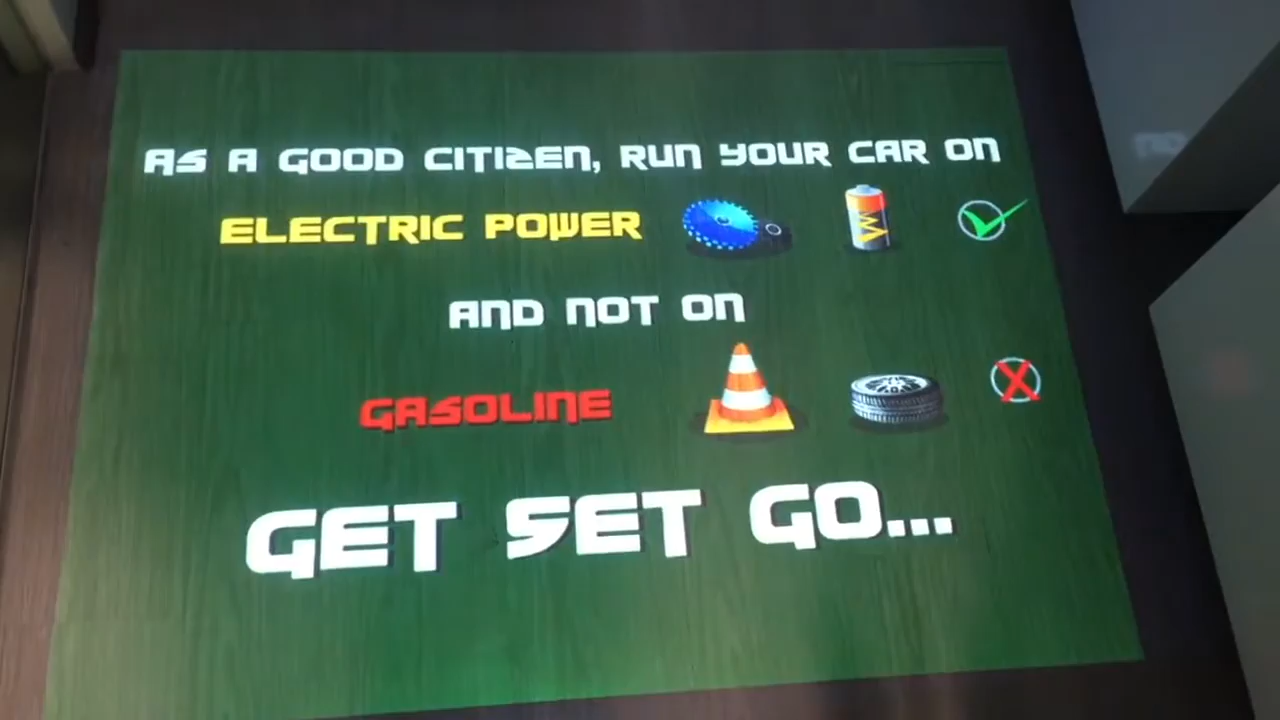 AS A GOOD CITIZEN, RUN YOUR CAR ON
ELECTRIC POWER
AND NOT ON
GASOLINE
GET SET GO...